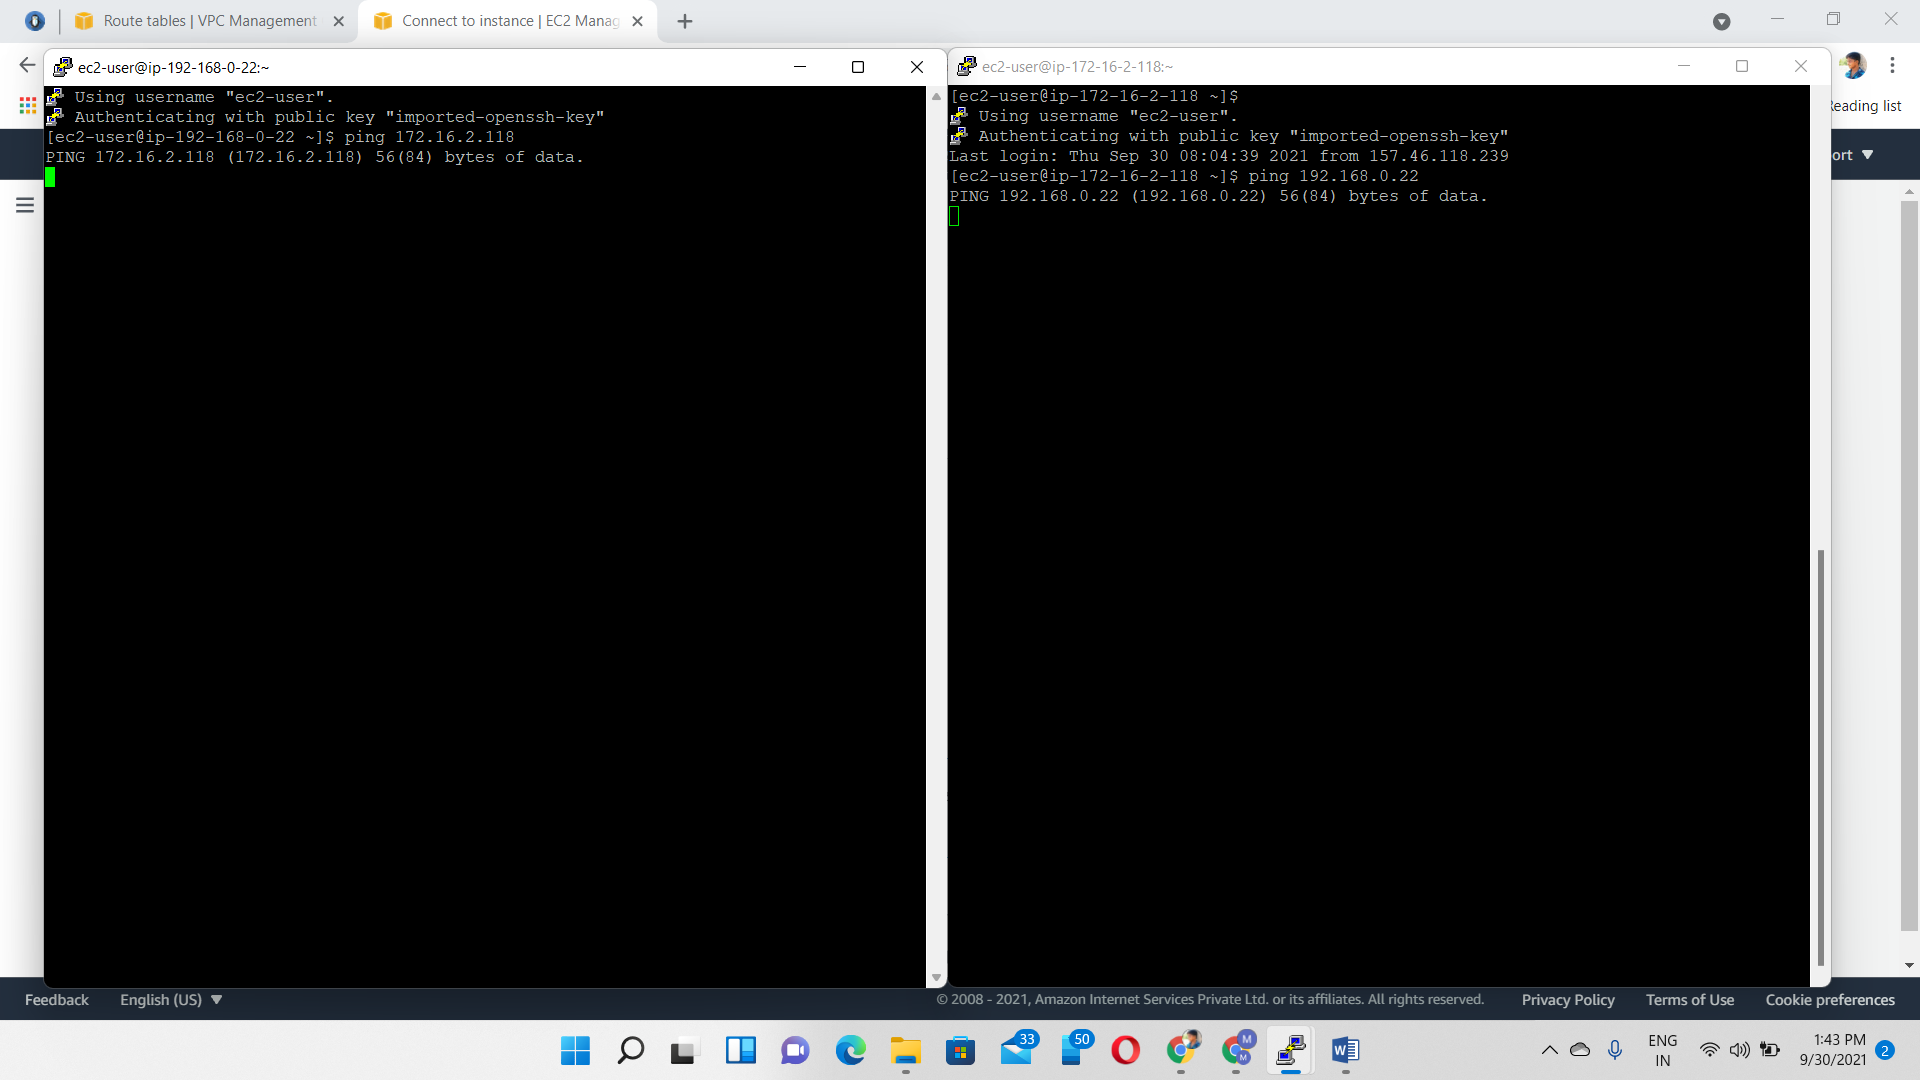 Route tables | VPC Management
Connect to instance | EC2 Manag
ec2-user@ip-192-168-0-22:~
Using username "ec2-user".
Authenticating with public key "imported-openssh-key"
[ec2-user@ip-192-168-0-22 ~]$ ping 172.16.2.118
PING 172.16.2.118 (172.16.2.118) 56(84) bytes of data.
ec2-user@ip-172-16-2-118:~
[ec2-user@ip-172-16-2-118 ~]$
Using username "ec2-user".
Authenticating with public key "imported-openssh-key"
Last login: Thu Sep 30 08:04:39 2021 from 157.46.118.239
[ec2-user@ip-172-16-2-118 ~]$ ping 192.168.0.22
PING 192.168.0.22 (192.168.0.22) 56(84) bytes of data.
Reading list
ort
Feedback English (US) © 2008 - 2021, Amazon Internet Services Private Ltd. or its affiliates. All rights reserved. Privacy Policy Terms of Use Cookie preferences
33
50
M
M
ENG
IN
1:43 PM
9/30/2021
2